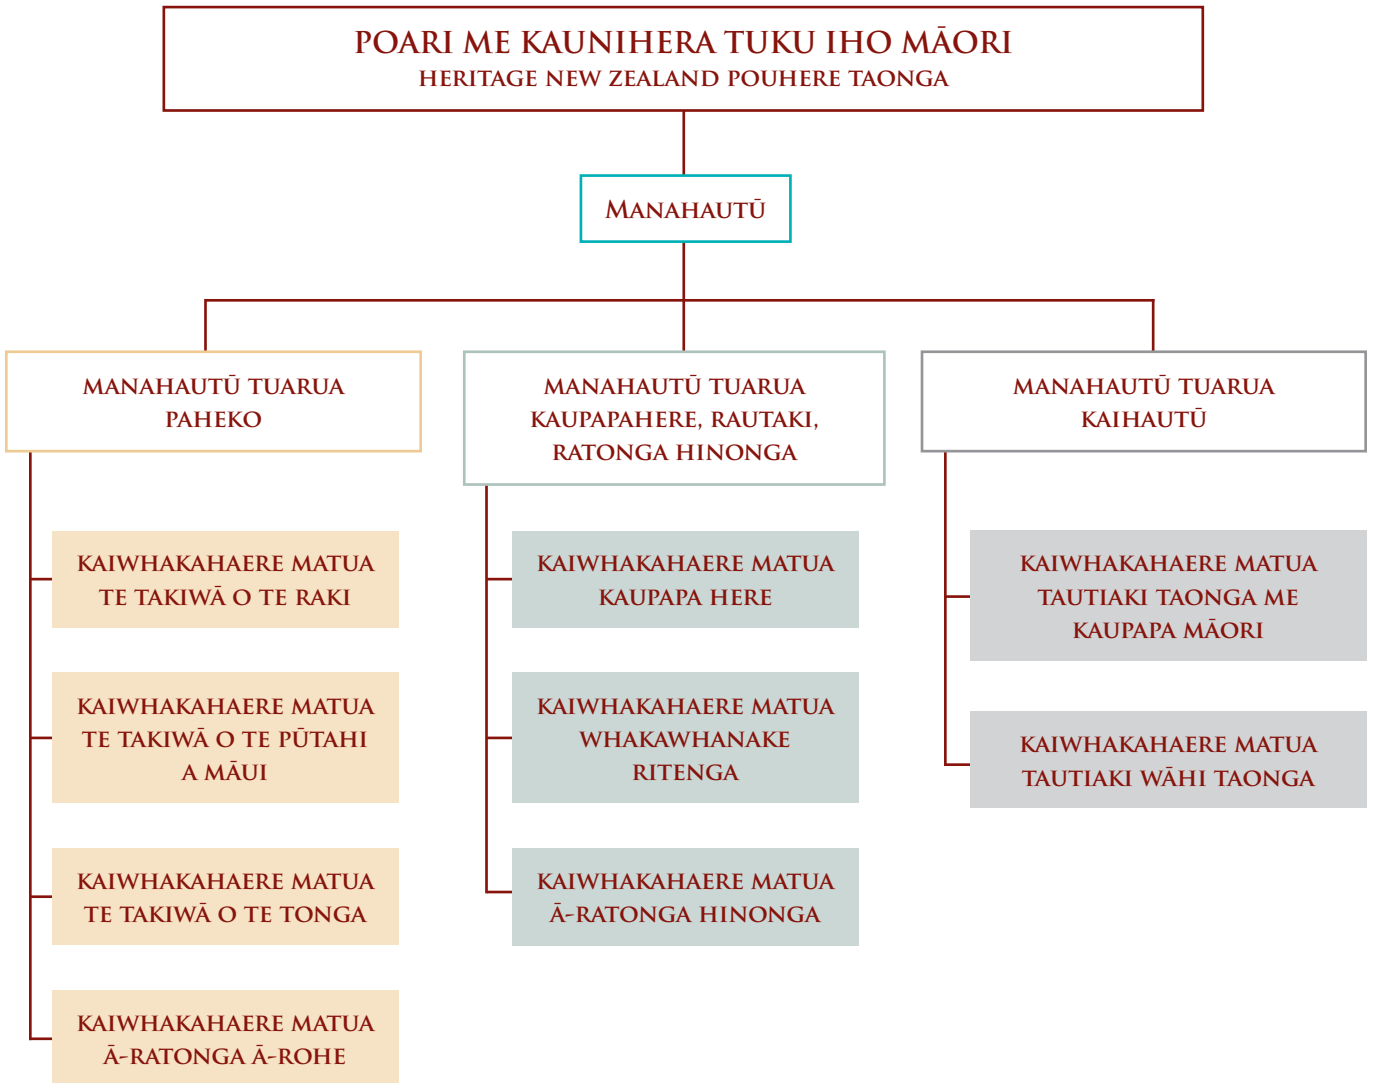 POARI ME KAUNIHERA TUKU IHO MĀORI
HERITAGE NEW ZEALAND POUHERE TAONGA
MANAHAUTŪ
MANAHAUTŪ TUARUA
PAHEKO
KAIWHAKAHAERE MATUA
TE TAKIWĀ O TE RAKI
KAIWHAKAHAERE MATUA
TE TAKIWĀ O TE PŪTAHI
A MĀUI
KAIWHAKAHAERE MATUA
TE TAKIWĀ O TE TONGA
KAIWHAKAHAERE MATUA
Ā-RATONGA Ā-ROHE
MANAHAUTŪ TUARUA
KAUPAPAHERE, RAUTAKI,
RATONGA HINONGA
KAIWHAKAHAERE MATUA
KAUPAPA HERE
KAIWHAKAHAERE MATUA
WHAKAWHANAKE
RITENGA
KAIWHAKAHAERE MATUA
Ā-RATONGA HINONGA
MANAHAUTŪ TUARUA
KAIHAUTŪ
KAIWHAKAHAERE MATUA
TAUTIAKI TAONGA ME
KAUPAPA MĀORI
KAIWHAKAHAERE MATUA
TAUTIAKI WĀHI TAONGA